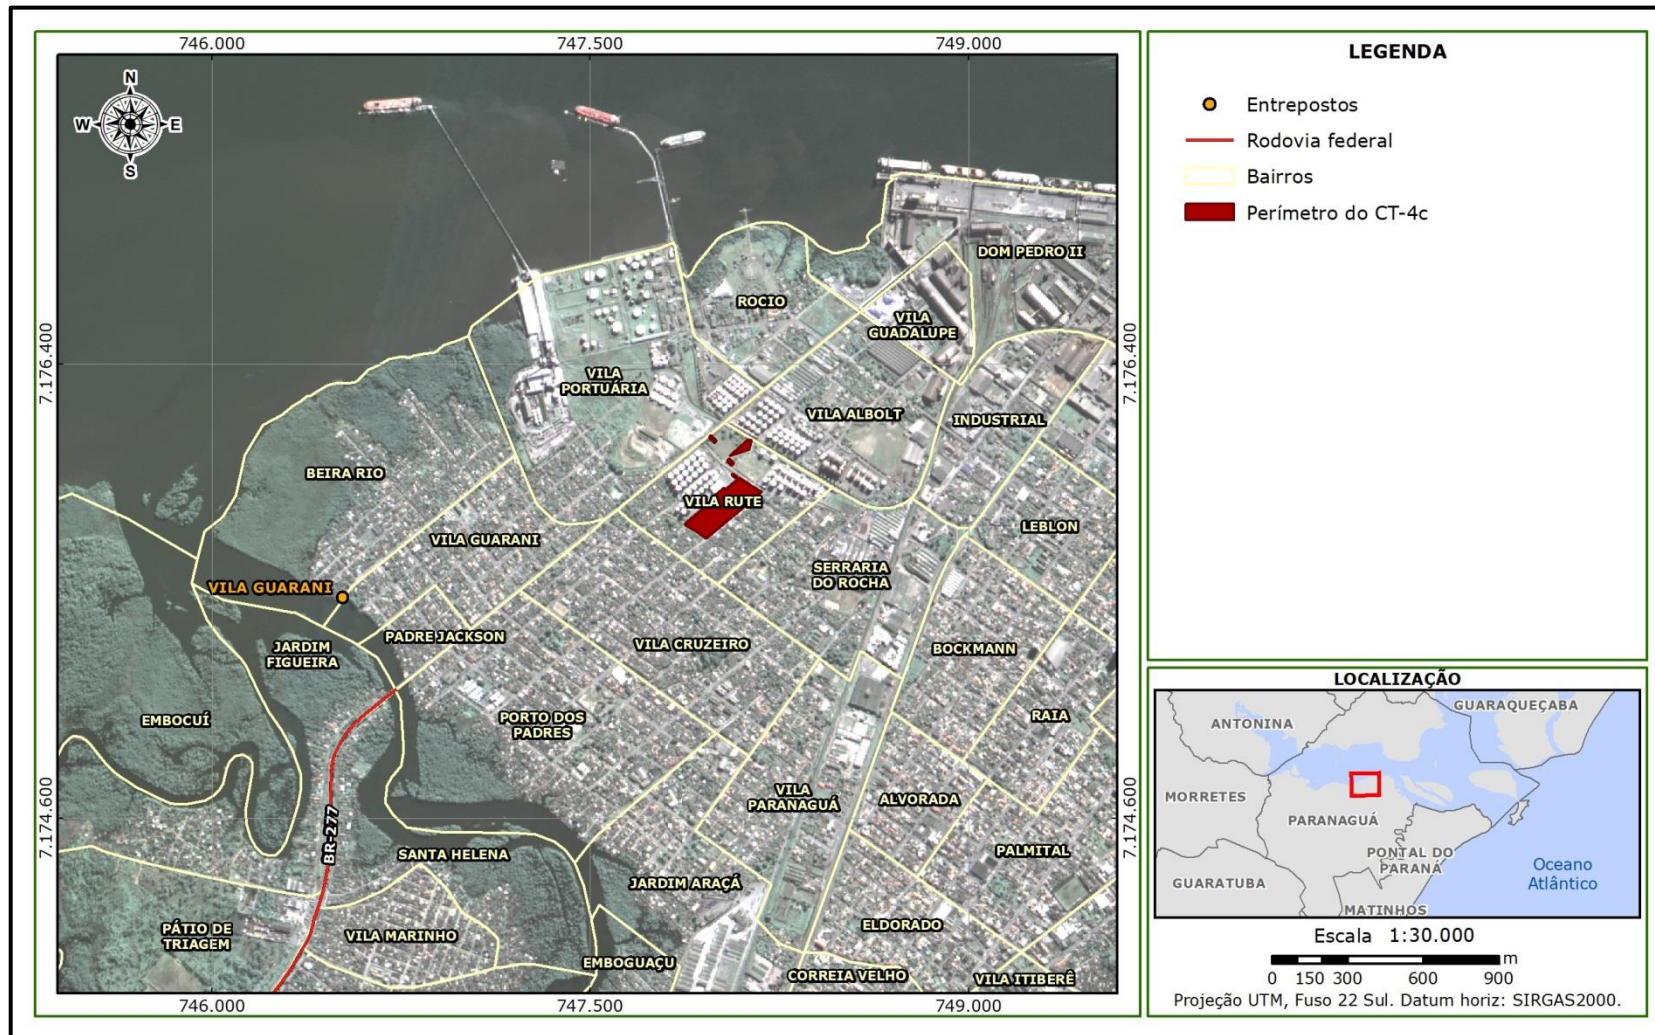 746.000
747.500
749.000
N
W
E
S
7.176.400
7.176.400
7.174.600
7.174.600
DOM PEDRO II
ROCIO
VILA
GUADALUPE
VILA
PORTUÁRIA
VILA ALBOLT
INDUSTRIAL
BEIRA RIO
VILA RUTE
LEBLON
VILA GUARANI
SERRARIA
DO ROCHA
VILA GUARANI
PADRE JACKSON
VILA CRUZEIRO
BOCKMANN
JARDIM
FIGUEIRA
EMBOCUÍ
PORTO DOS
PADRES
RAIA
VILA
PARANAGUÁ
ALVORADA
BR-277
SANTA HELENA
PALMITAL
JARDIM ARAÇÁ
ELDORADO
PÁTIO DE
TRIAGEM
VILA MARINHO
EMBOGUAÇU
CORREIA VELHO
VILA ITIBERÊ
746.000
747.500
749.000
LEGENDA
Entrepostos
Rodovia federal
Bairros
Perímetro do CT-4c
LOCALIZAÇÃO
GUARAQUEÇABA
ANTONINA
MORRETES
PARANAGUÁ
PONTAL DO
PARANÁ
Oceano
Atlântico
GUARATUBA
MATINHOS
Escala 1:30.000
0 150 300 600 900 m
Projeção UTM, Fuso 22 Sul. Datum horiz: SIRGAS2000.